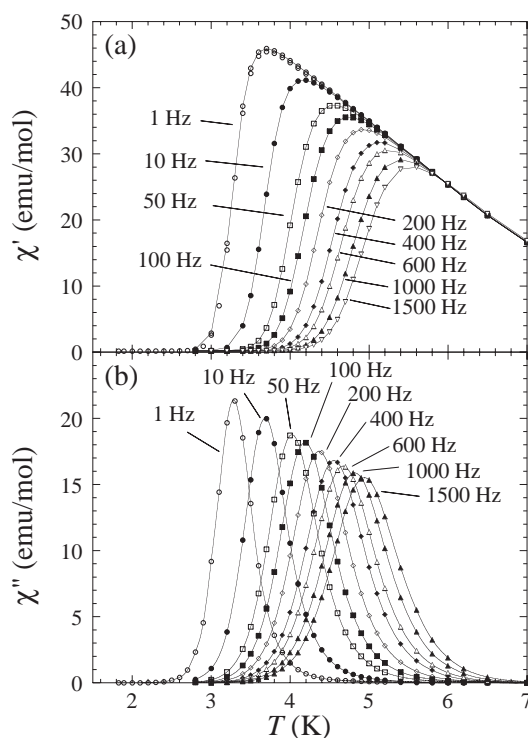 (a)
50
40
30
20
10
0
χ' (emu/mol)
1 Hz
10 Hz
50 Hz
100 Hz
200 Hz
400 Hz
600 Hz
1000 Hz
1500 Hz
(b)
20
15
10
5
0
χ" (emu/mol)
1 Hz
10 Hz
50 Hz
100 Hz
200 Hz
400 Hz
600 Hz
1000 Hz
1500 Hz
2 3 4 5 6 7
T (K)